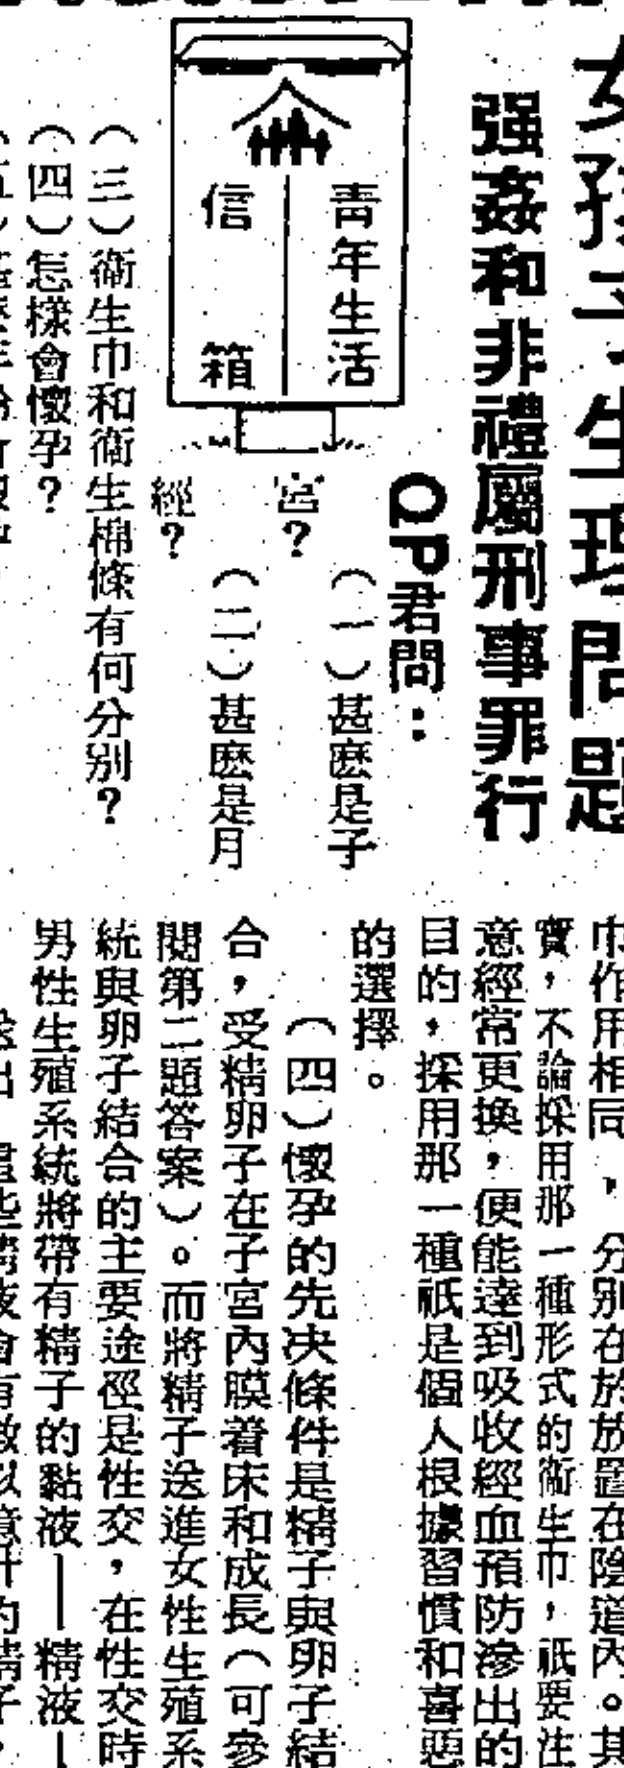 女孩子生理問題
强姦和非禮屬刑事罪行
QP君問：
（一）甚麽是子
宮？
（二）甚麽是月
經？
青年生活
信箱
（三）衞生巾和衞生棉條有何分別？
（四）怎樣會懷孕？
巾作用相同，分別在於放置在陰道內。其
實，不論採用那一種形式的衞生巾，祇要注
意經常更換，便能達到吸收經血預防滲出的
目的，採用那一種祇是個人根據習慣和喜惡
的選擇。
（四）懷孕的先決條件是精子與卵子結
合，受精卵子在子宮內膜着床和成長（可參
閱第二題答案）。而將精子送進女性生殖系
統與卵子結合的主要途徑是性交，在性交時
男性生殖系統將帶有精子的黏液——精液—